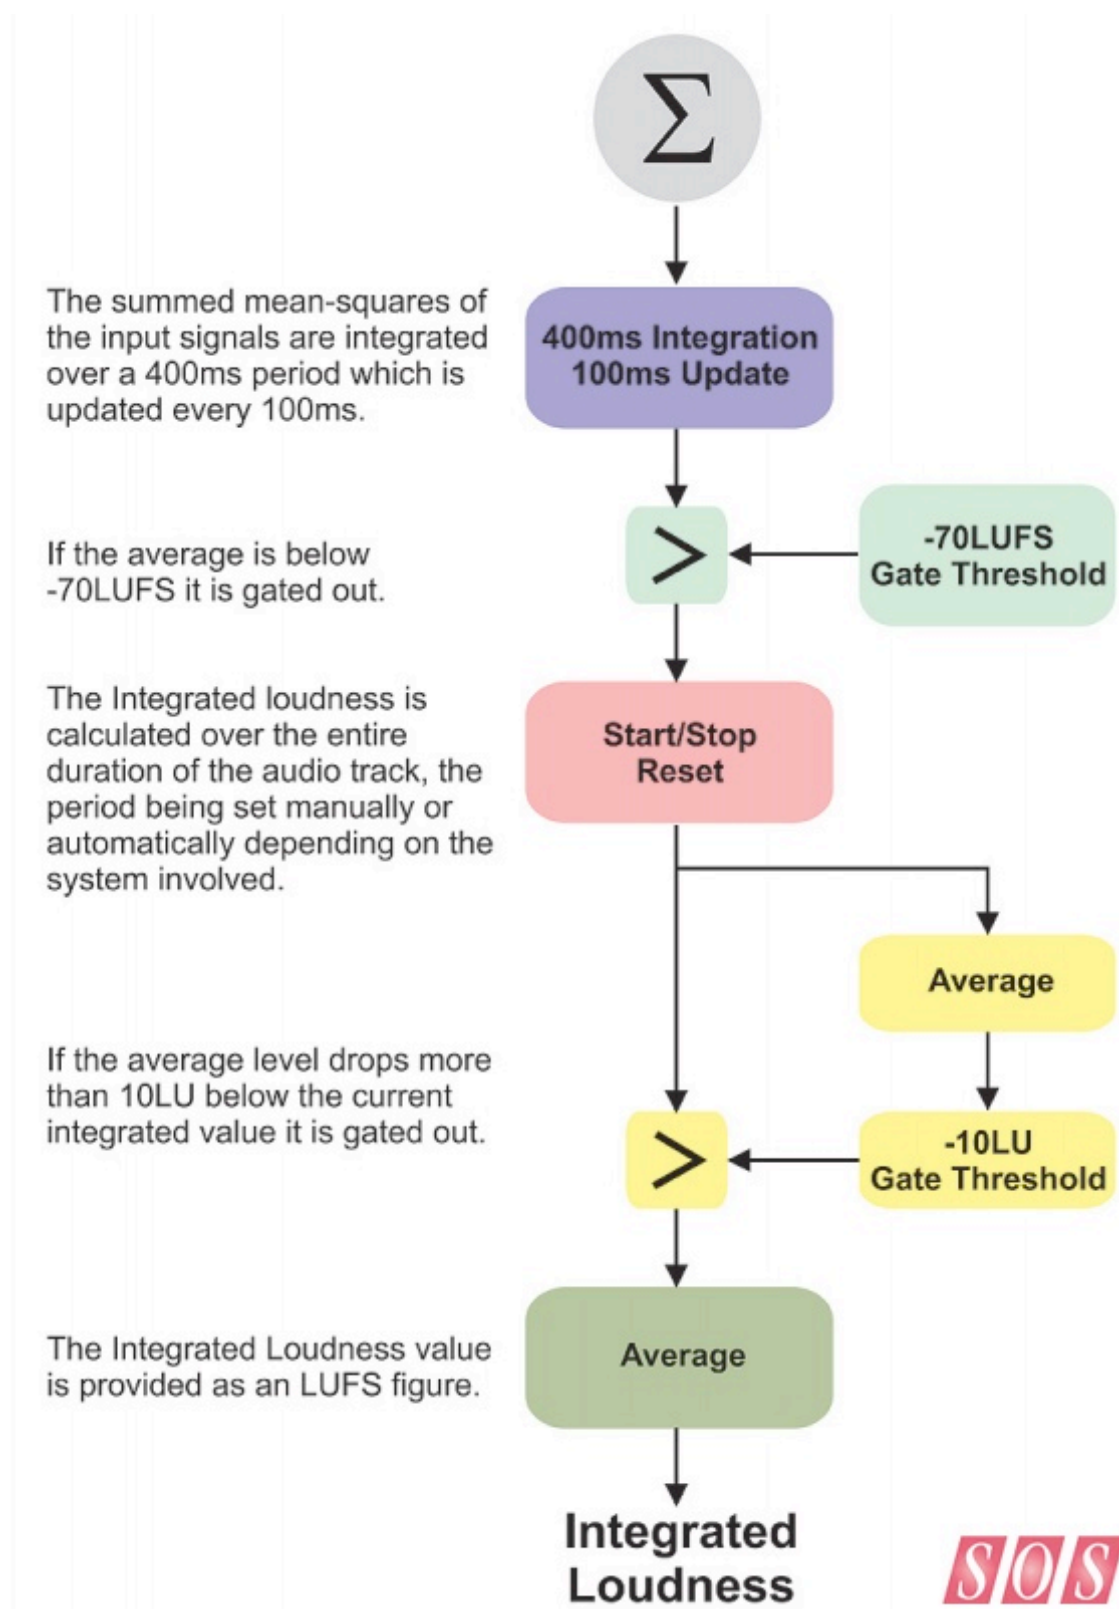 Σ
The summed mean-squares of
the input signals are integrated
over a 400ms period which is
updated every 100ms.
400ms Integration
100ms Update
If the average is below
-70LUFS it is gated out.
>
-70LUFS
Gate Threshold
The Integrated loudness is
calculated over the entire
duration of the audio track, the
period being set manually or
automatically depending on the
system involved.
Start/Stop
Reset
Average
If the average level drops more
than 10LU below the current
integrated value it is gated out.
>
-10LU
Gate Threshold
The Integrated Loudness value
is provided as an LUFS figure.
Average
Integrated
Loudness
SOS